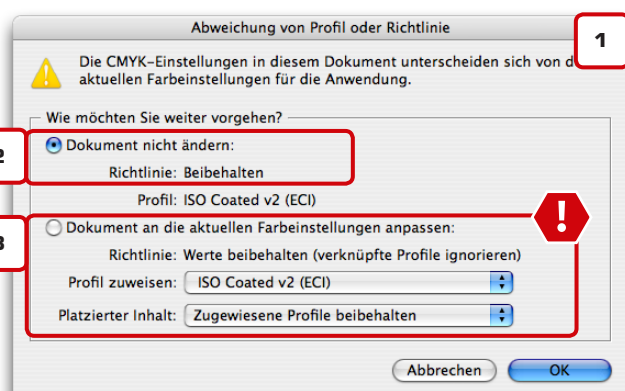 Abweichung von Profil oder Richtlinie
1
Die CMYK-Einstellungen in diesem Dokument unterscheiden sich von
aktuellen Farbeinstellungen für die Anwendung.
Wie möchten Sie weiter vorgehen?
2
Dokument nicht ändern:
Richtlinie: Beibehalten
Profil: ISO Coated v2 (ECI)
!
3
Dokument an die aktuellen Farbeinstellungen anpassen:
Richtlinie: Werte beibehalten (verknüpfte Profile ignorieren)
Profil zuweisen: ISO Coated v2 (ECI)
Platzierter Inhalt: Zugewiesene Profile beibehalten
Abbrechen OK